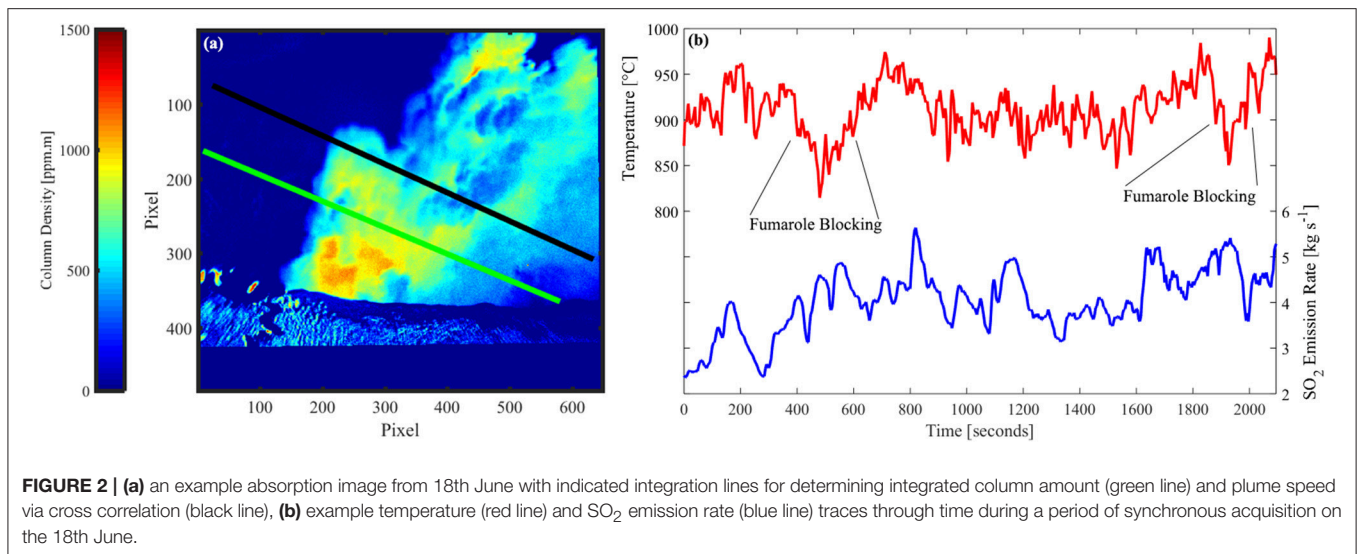 1500
1000
500
0
Column Density [ppm.m]
(a)
100
200
300
400
Pixel
100 200 300 400 500 600
Pixel
(b)
1000
950
900
850
800
Temperature [°C]
Fumarole Blocking
Fumarole Blocking
6
5
4
3
2
SO₂ Emission Rate [kg s⁻¹]
0 200 400 600 800 1000 1200 1400 1600 1800 2000
Time [seconds]
FIGURE 2 | (a) an example absorption image from 18th June with indicated integration lines for determining integrated column amount (green line) and plume speed
via cross correlation (black line), (b) example temperature (red line) and SO₂ emission rate (blue line) traces through time during a period of synchronous acquisition on
the 18th June.